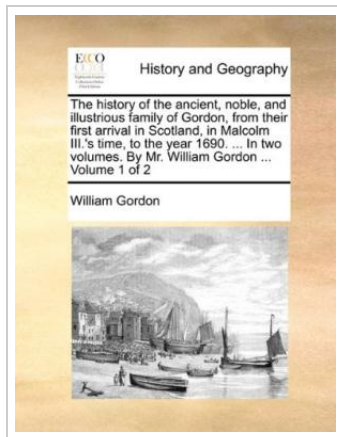 ECCO
History and Geography
The history of the ancient, noble, and
illustrious family of Gordon, from their
first arrival in Scotland, in Malcolm
III.'s time, to the year 1690. ... In two
volumes. By Mr. William Gordon ...
Volume 1 of 2
William Gordon